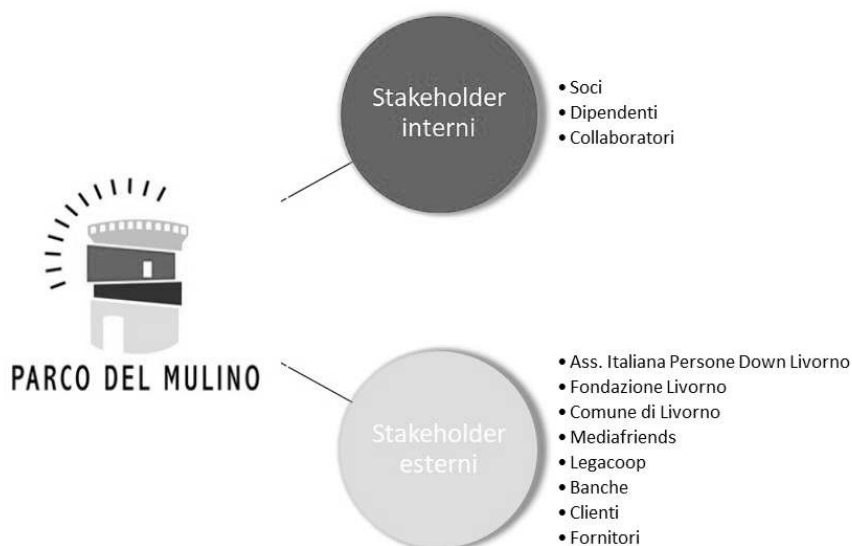 Stakeholder
interni
• Soci
• Dipendenti
• Collaboratori
PARCO DEL MULINO
Stakeholder
esterni
• Ass. Italiana Persone Down Livorno
• Fondazione Livorno
• Comune di Livorno
• Mediafriends
• Legacoop
• Banche
• Clienti
• Fornitori